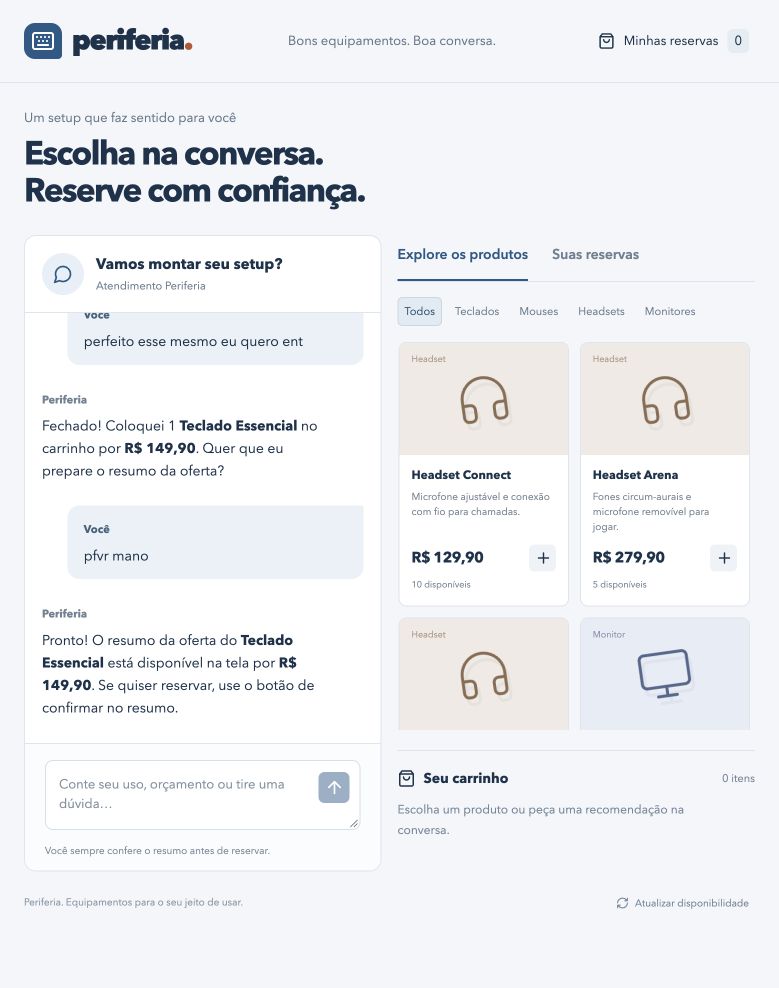 periferia.
Bons equipamentos. Boa conversa.
Minhas reservas 0
Um setup que faz sentido para você
Escolha na conversa.
Reserve com confiança.
Vamos montar seu setup?
Atendimento Periferia
Você
perfeito esse mesmo eu quero ent
Periferia
Fechado! Coloquei 1 Teclado Essencial no
carrinho por R$ 149,90. Quer que eu
prepare o resumo da oferta?
Você
pfvr mano
Periferia
Pronto! O resumo da oferta do Teclado
Essencial está disponível na tela por R$
149,90. Se quiser reservar, use o botão de
confirmar no resumo.
Conte seu uso, orçamento ou tire uma
dúvida…
Você sempre confere o resumo antes de reservar.
Explore os produtos
Suas reservas
Todos
Teclados
Mouses
Headsets
Monitores
Headset
Headset Connect
Microfone ajustável e conexão
com fio para chamadas.
R$ 129,90
10 disponíveis
Headset
Headset Arena
Fones circum-aurais e
microfone removível para
jogar.
R$ 279,90
5 disponíveis
Headset
Monitor
Seu carrinho
0 itens
Escolha um produto ou peça uma recomendação na
conversa.
Periferia. Equipamentos para o seu jeito de usar.
Atualizar disponibilidade